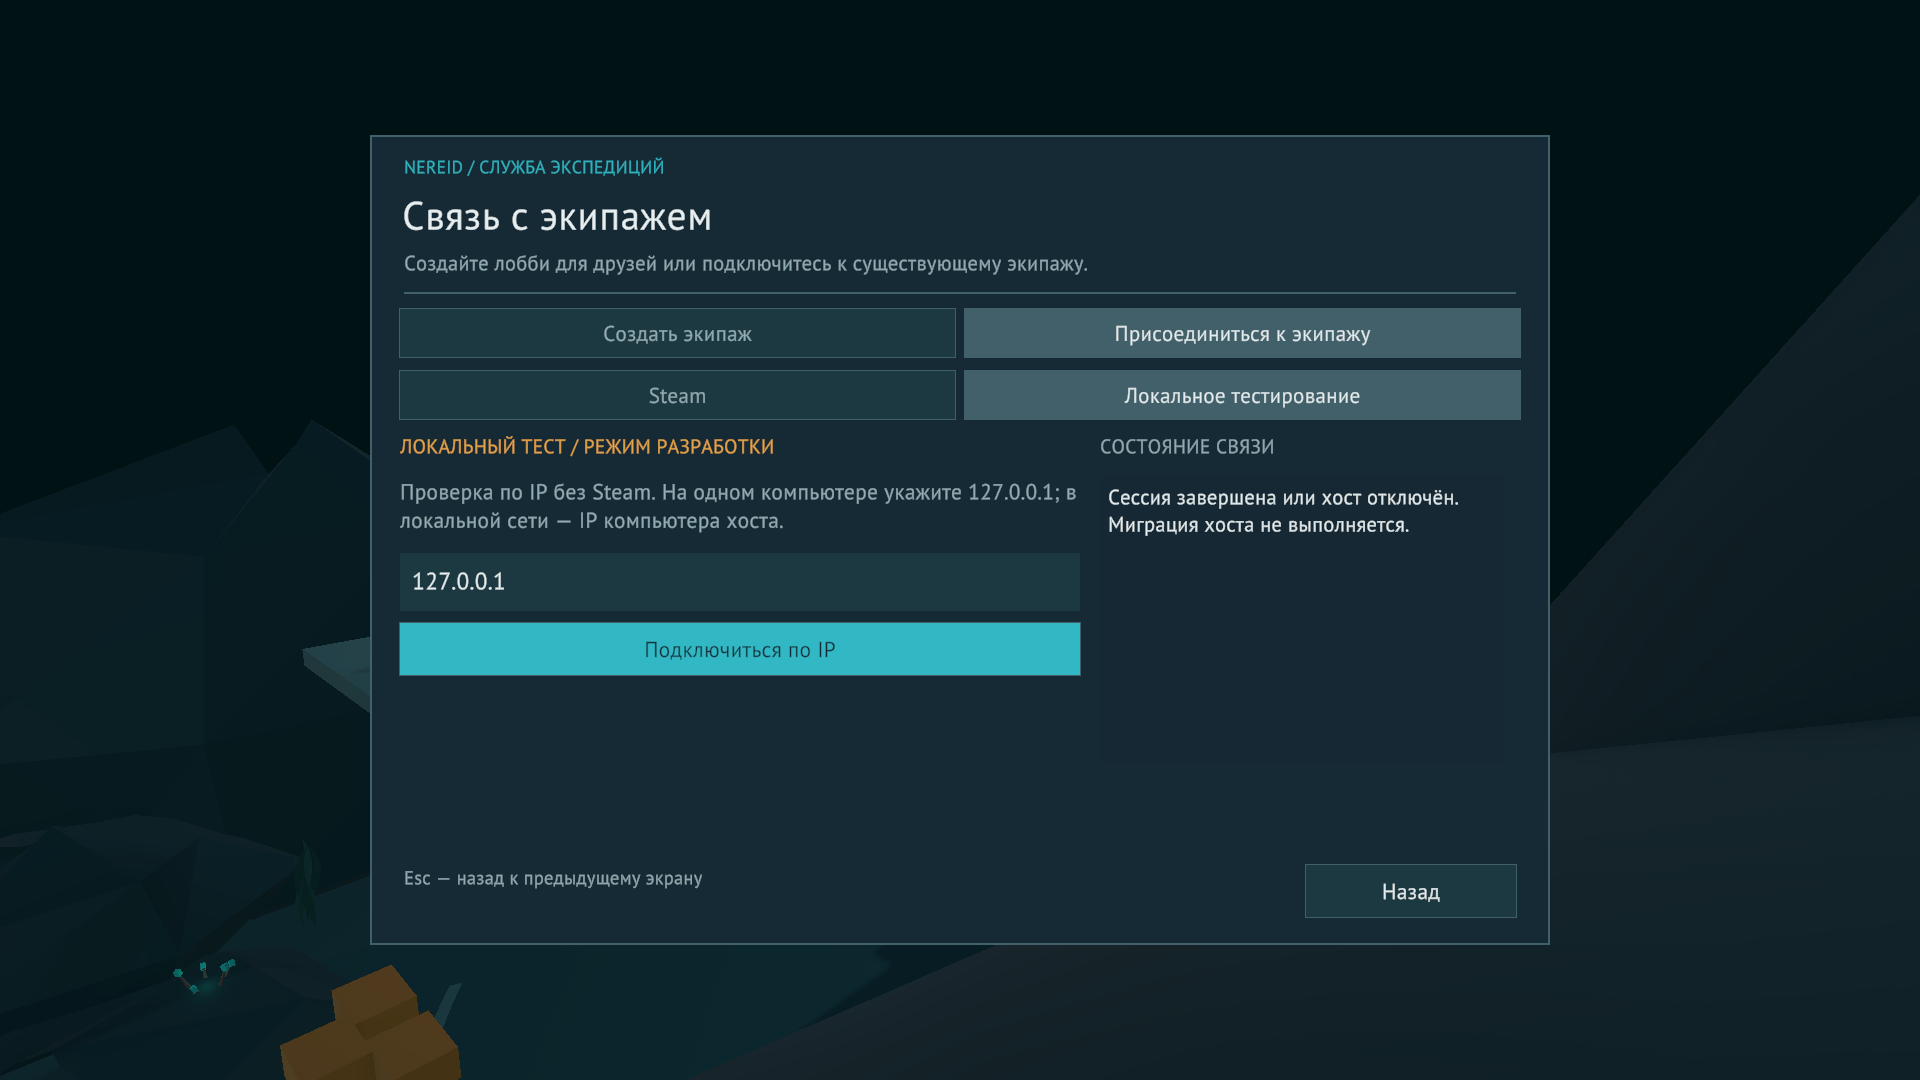 NEREID / СЛУЖБА ЭКСПЕДИЦИЙ
Связь с экипажем
Создайте лобби для друзей или подключитесь к существующему экипажу.
Создать экипаж
Присоединиться к экипажу
Steam
Локальное тестирование
ЛОКАЛЬНЫЙ ТЕСТ / РЕЖИМ РАЗРАБОТКИ
Проверка по IP без Steam. На одном компьютере укажите 127.0.0.1; в
локальной сети — IP компьютера хоста.
127.0.0.1
Подключиться по IP
СОСТОЯНИЕ СВЯЗИ
Сессия завершена или хост отключён.
Миграция хоста не выполняется.
Esc — назад к предыдущему экрану
Назад